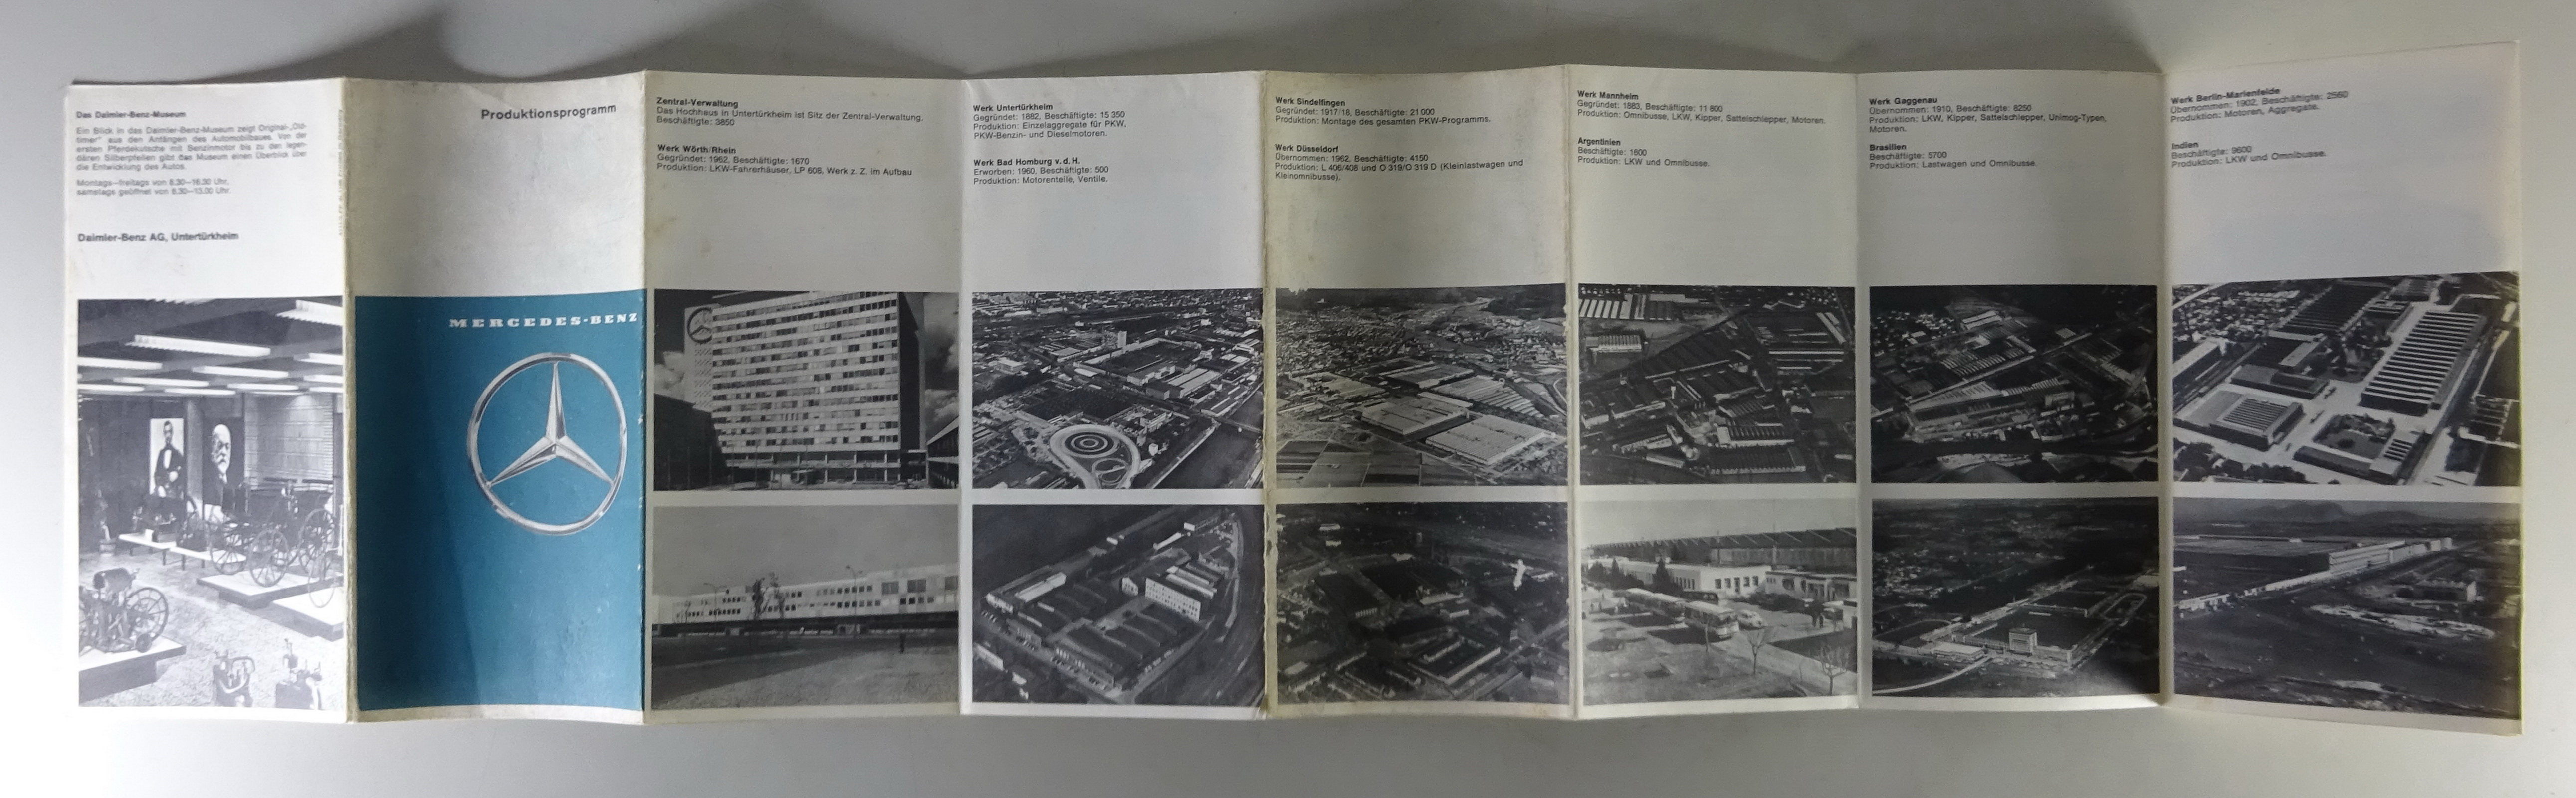 Das Daimler-Benz-Museum
Ein Blick in das Daimler-Benz-Museum zeigt Original-„Old-
timer" aus den Anfängen des Automobilbaues. Von der
ersten Pferdekutsche mit Benzinmotor bis zu den legen-
dären Silberpfeilen gibt das Museum einen Überblick über
die Entwicklung des Autos.
Montags–freitags von 8.30–16.30 Uhr,
samstags geöffnet von 8.30–13.00 Uhr.
Daimler-Benz AG, Untertürkheim
Produktionsprogramm
MERCEDES-BENZ
Zentral-Verwaltung
Das Hochhaus in Untertürkheim ist Sitz der Zentral-Verwaltung.
Beschäftigte: 3850
Werk Wörth/Rhein
Gegründet: 1962, Beschäftigte: 1670
Produktion: LKW-Fahrerhäuser, LP 608, Werk z. Z. im Aufbau
Werk Untertürkheim
Gegründet: 1882, Beschäftigte: 15 350
Produktion: Einzelaggregate für PKW,
PKW-Benzin- und Dieselmotoren.
Werk Bad Homburg v. d. H.
Erworben: 1960, Beschäftigte: 500
Produktion: Motorenteile, Ventile.
Werk Sindelfingen
Gegründet: 1917/18, Beschäftigte: 21 000
Produktion: Montage des gesamten PKW-Programms.
Werk Düsseldorf
Übernommen: 1962, Beschäftigte: 4150
Produktion: L 406/408 und O 319/O 319 D (Kleinlastwagen und
Kleinomnibusse).
Werk Mannheim
Gegründet: 1883, Beschäftigte: 11 800
Produktion: Omnibusse, LKW, Kipper, Sattelschlepper, Motoren.
Argentinien
Beschäftigte: 1600
Produktion: LKW und Omnibusse.
Werk Gaggenau
Übernommen: 1910, Beschäftigte: 8250
Produktion: LKW, Kipper, Sattelschlepper, Unimog-Typen,
Motoren.
Brasilien
Beschäftigte: 5700
Produktion: Lastwagen und Omnibusse
Werk Berlin-Marienfelde
Übernommen: 1902, Beschäftigte: 2560
Produktion: Motoren, Aggregate.
Indien
Beschäftigte: 9600
Produktion: LKW und Omnibusse.